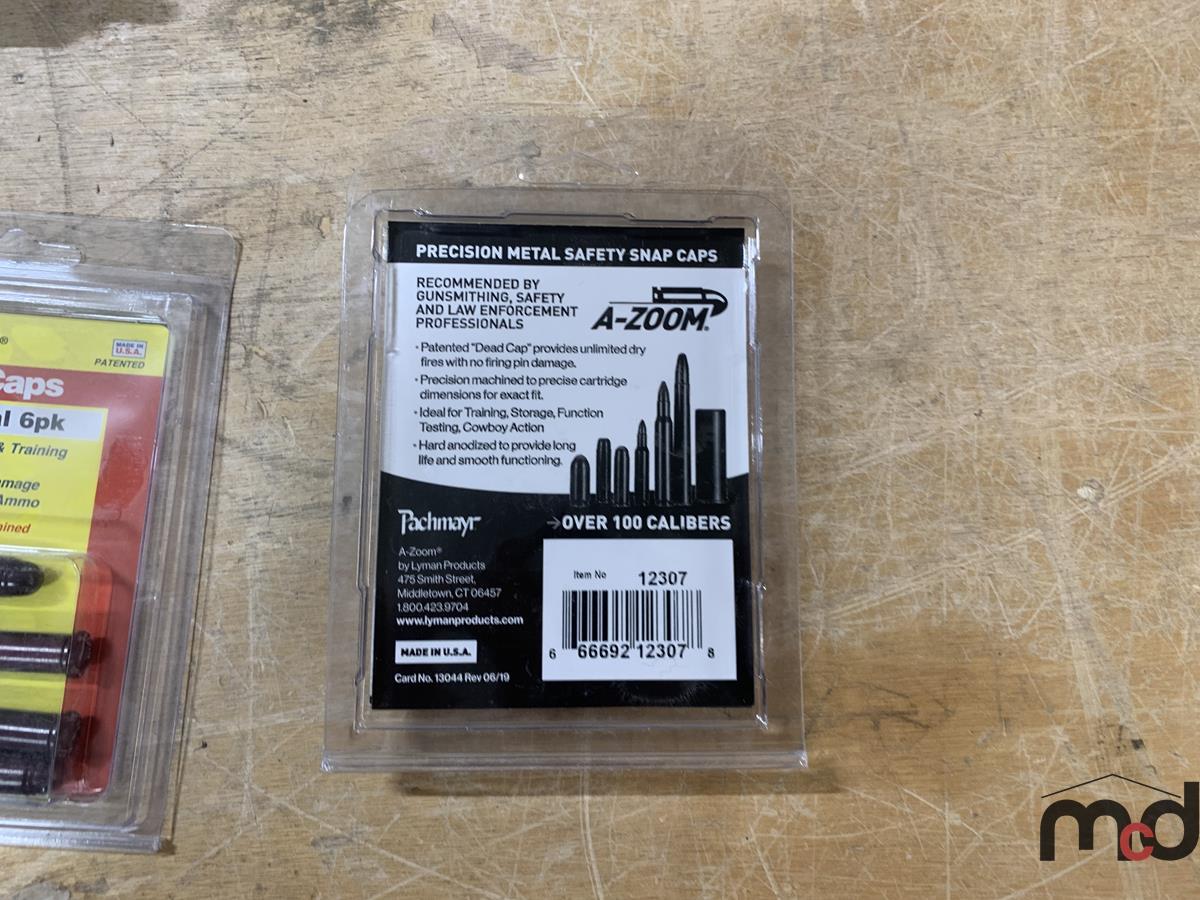 ®
MADE IN
U.S.A.
PATENTED
Caps
6pk
& Training
Ammo
PRECISION METAL SAFETY SNAP CAPS
RECOMMENDED BY
GUNSMITHING, SAFETY
AND LAW ENFORCEMENT
PROFESSIONALS
A-ZOOM®
• Patented "Dead Cap" provides unlimited dry
fires with no firing pin damage.
• Precision machined to precise cartridge
dimensions for exact fit.
• Ideal for Training, Storage, Function
Testing, Cowboy Action
• Hard anodized to provide long
life and smooth functioning.
Pachmayr
→OVER 100 CALIBERS
A-Zoom®
by Lyman Products
475 Smith Street,
Middletown, CT 06457
1.800.423.9704
www.lymanproducts.com
MADE IN U.S.A.
Card No. 13044 Rev 06/19
Item No 12307
6 66692 12307 8
mcd